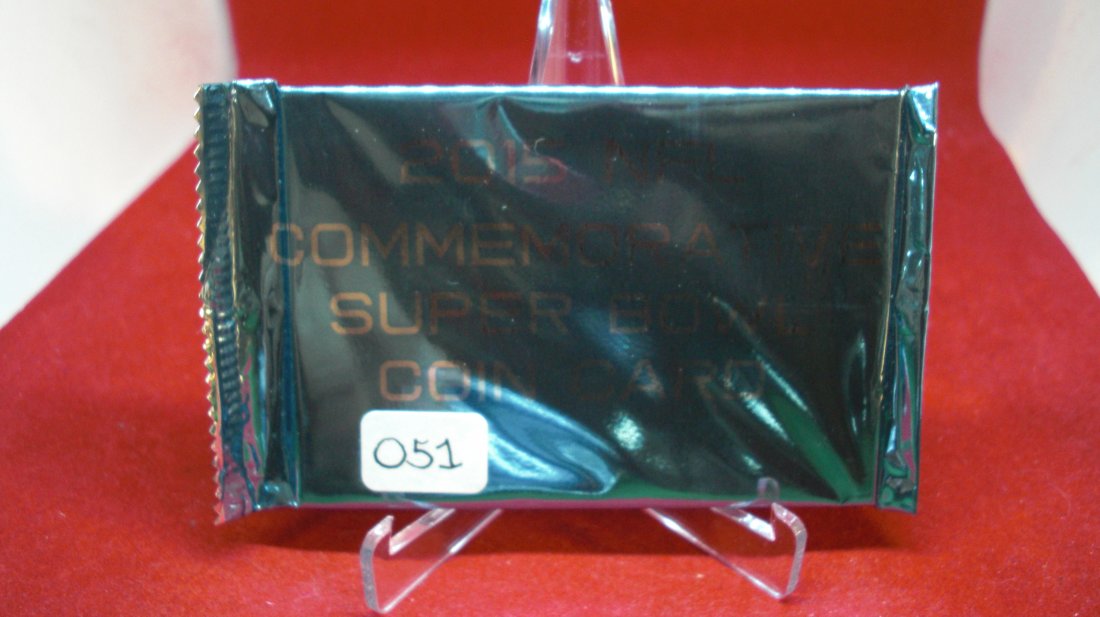 2015 NFL
COMMEMORATIVE
SUPER BOWL
COIN CARD
051